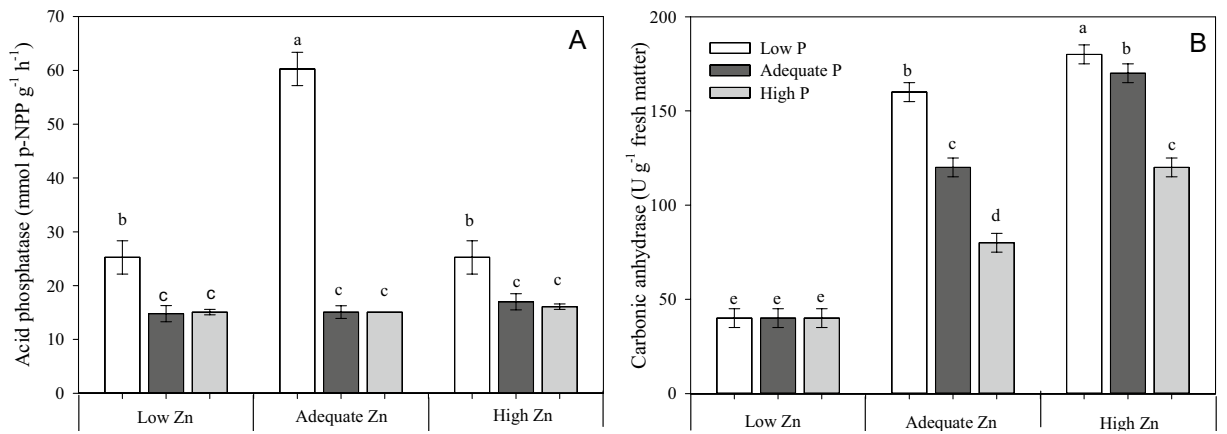 Acid phosphatase (mmol p-NPP g⁻¹ h⁻¹)
70
60
50
40
30
20
10
0
A
b
c
c
a
c
c
b
c
c
Low Zn
Adequate Zn
High Zn
Carbonic anhydrase (U g⁻¹ fresh matter)
200
150
100
50
0
B
Low P
Adequate P
High P
e
e
e
b
c
d
a
b
c
Low Zn
Adequate Zn
High Zn